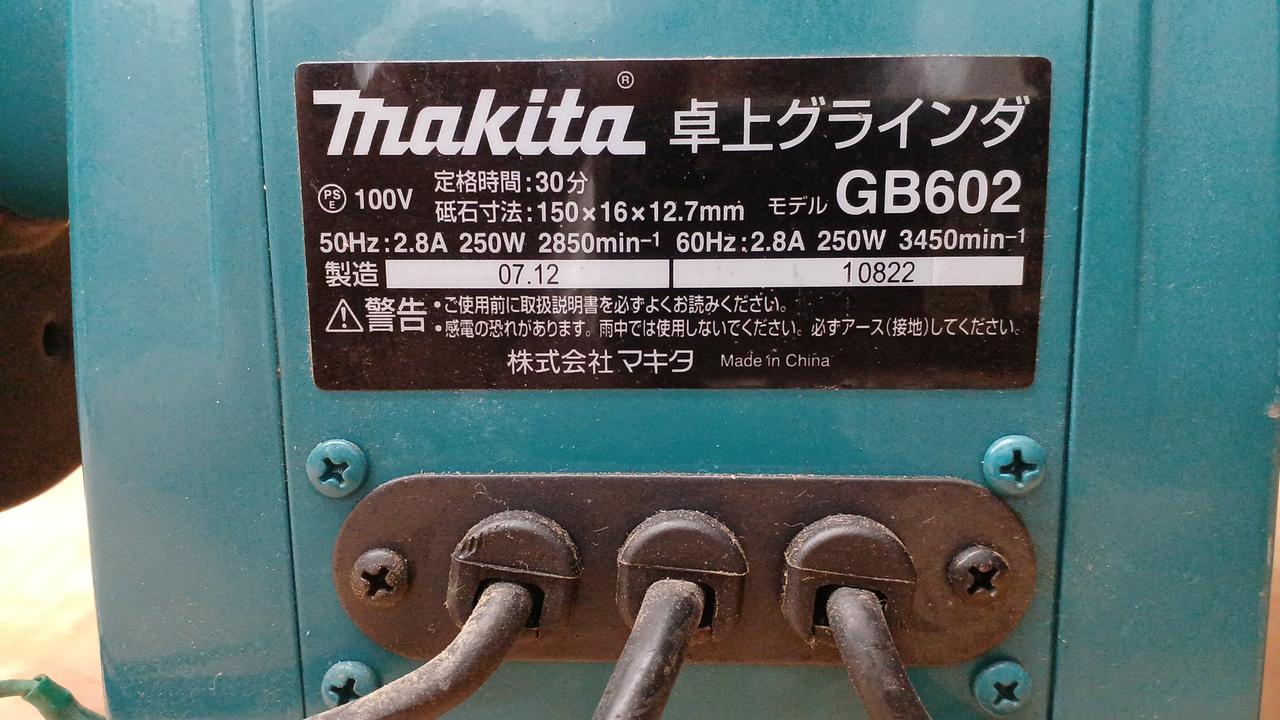 makita® 卓上グラインダ
PSE 100V 定格時間:30分
砥石寸法:150×16×12.7mm モデル GB602
50Hz:2.8A 250W 2850min⁻¹ 60Hz:2.8A 250W 3450min⁻¹
製造 07.12 10822
⚠警告 •ご使用前に取扱説明書を必ずよくお読みください。
•感電の恐れがあります。雨中では使用しないでください。必ずアース(接地)してください。
株式会社 マキタ Made in China